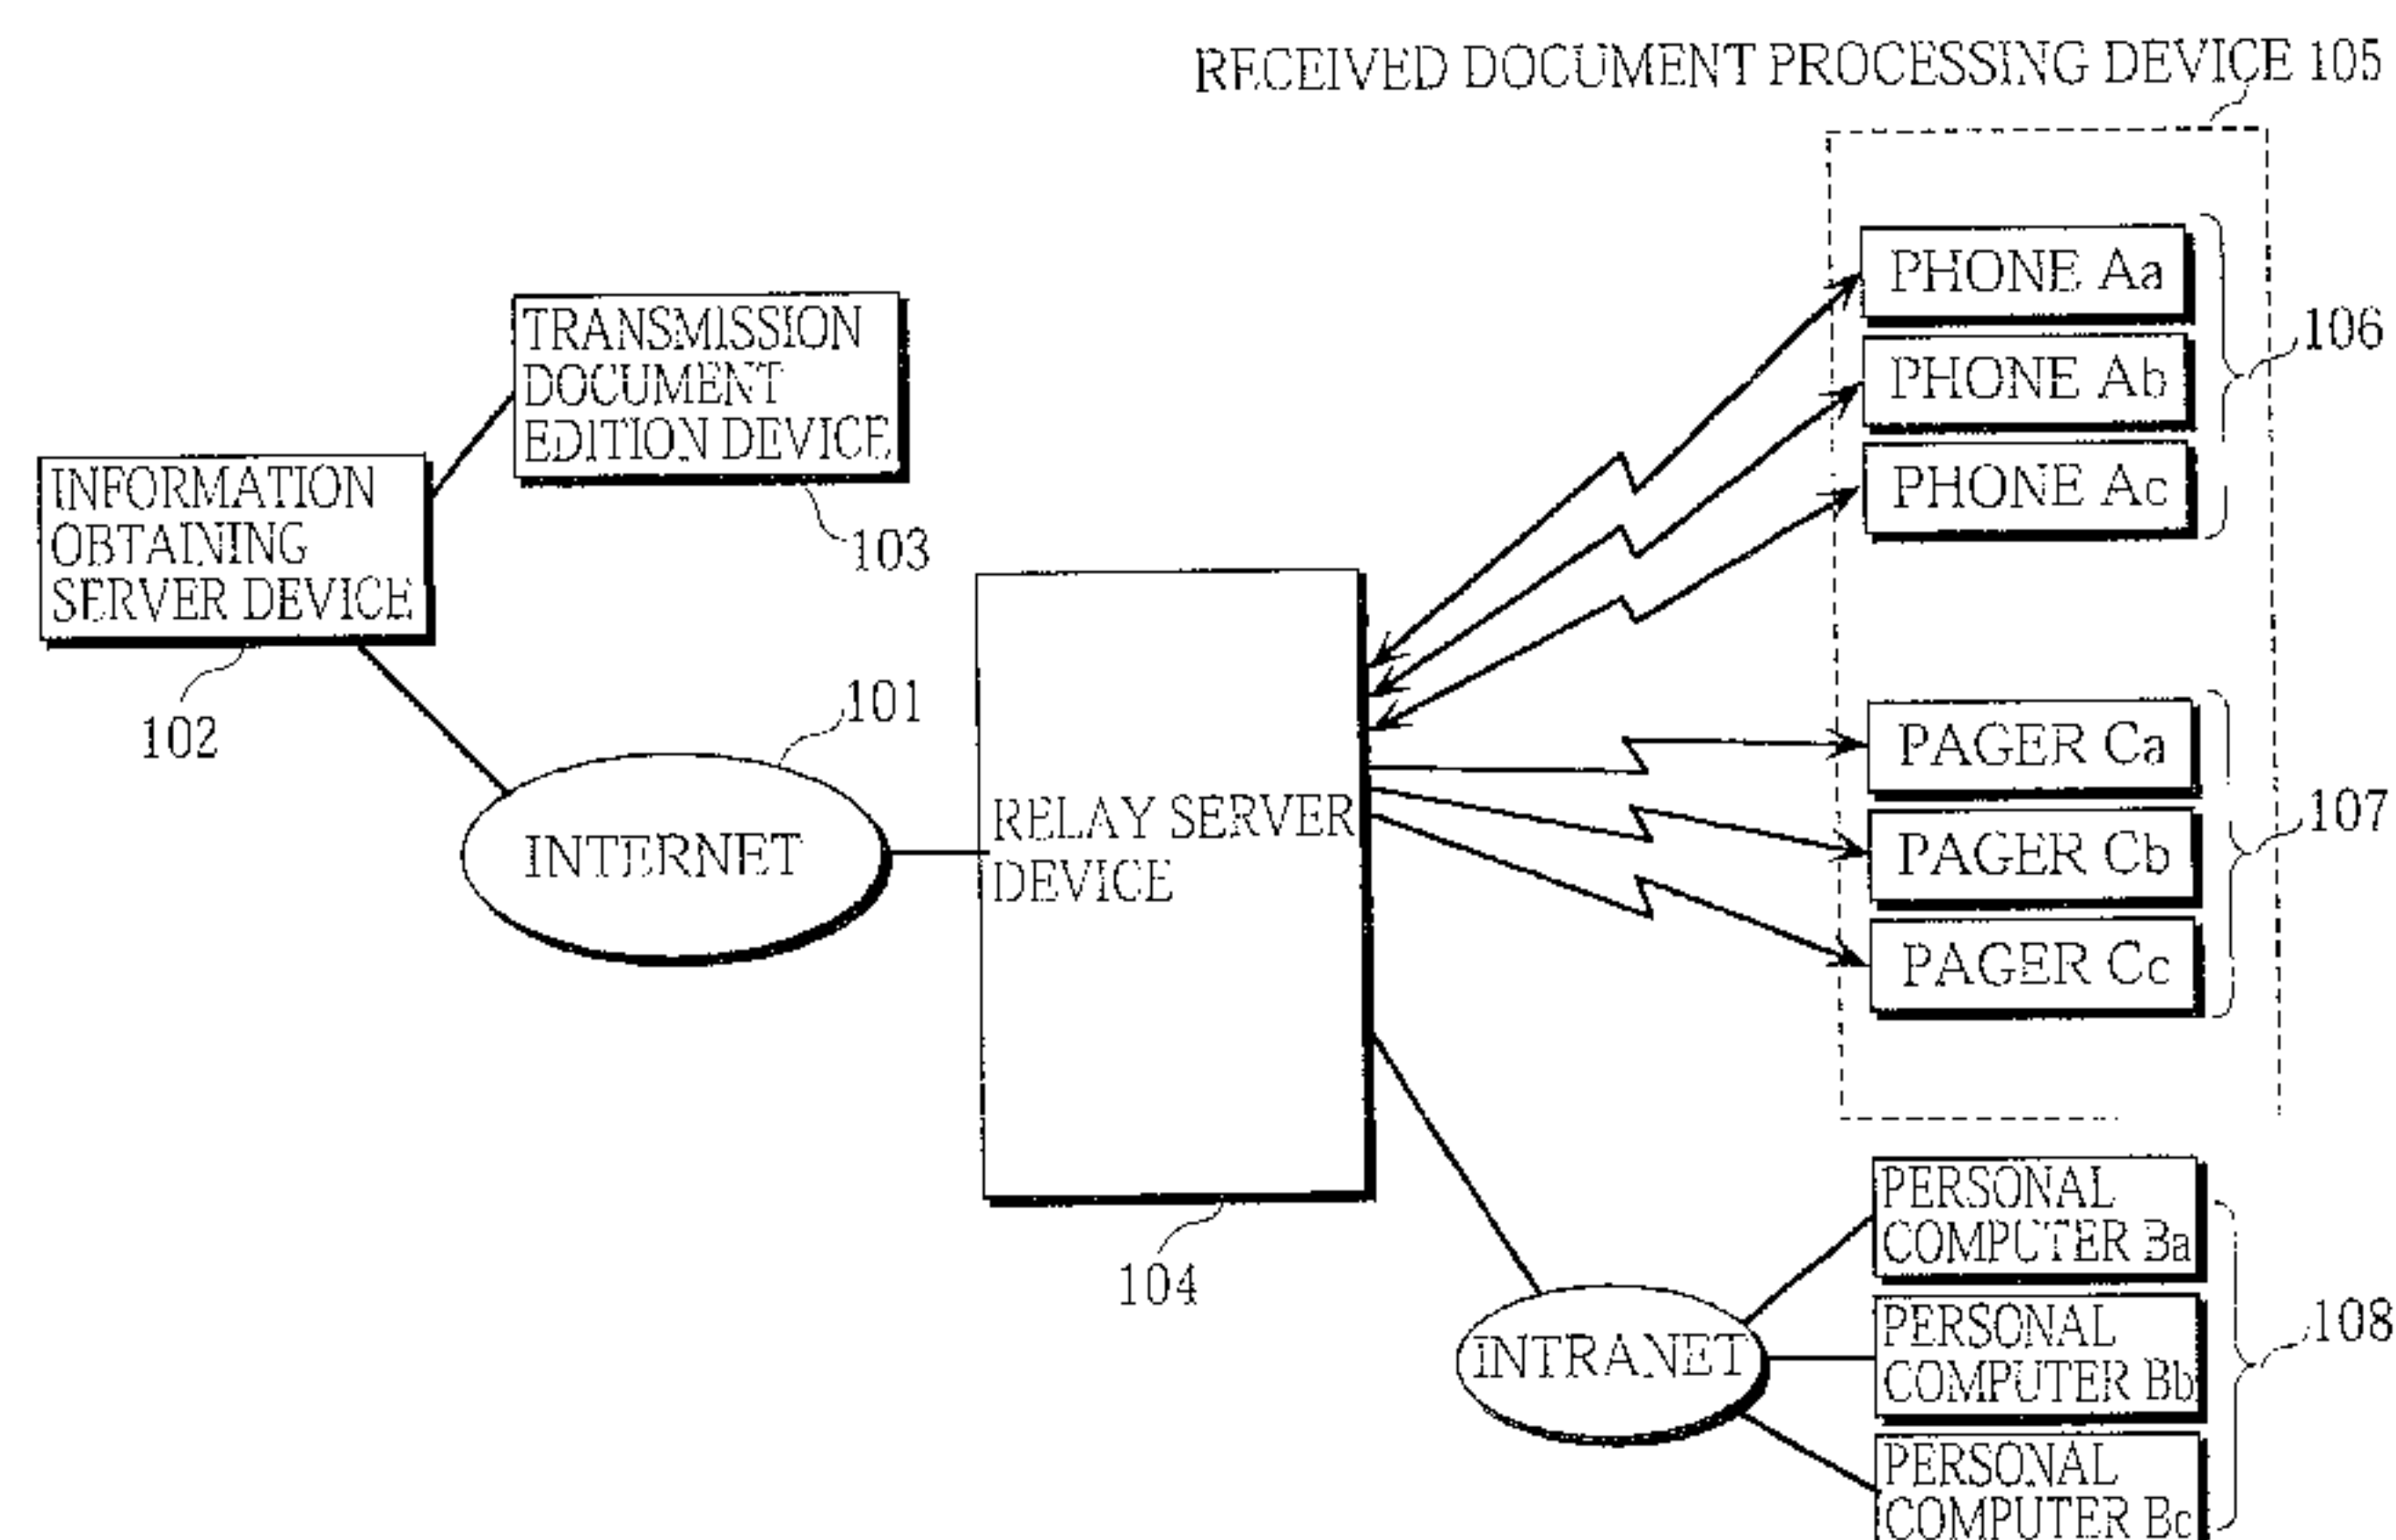 RECEIVED DOCUMENT PROCESSING DEVICE 105
PHONE Aa
PHONE Ab
PHONE Ac
106
TRANSMISSION
DOCUMENT
EDITION DEVICE
103
INFORMATION
OBTAINING
SERVER DEVICE
102
101
INTERNET
RELAY SERVER
DEVICE
104
PAGER Ca
PAGER Cb
PAGER Cc
107
INTRANET
PERSONAL
COMPUTER Ba
PERSONAL
COMPUTER Bb
PERSONAL
COMPUTER Bc
108